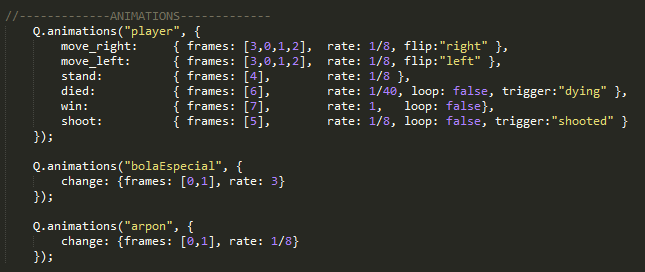 //-------------ANIMATIONS-------------
    Q.animations("player", {
        move_right:     { frames: [3,0,1,2],  rate: 1/8, flip:"right" },
        move_left:      { frames: [3,0,1,2],  rate: 1/8, flip:"left" },
        stand:          { frames: [4],        rate: 1/8 },
        died:           { frames: [6],        rate: 1/40, loop: false, trigger:"dying" },
        win:            { frames: [7],        rate: 1,   loop: false},
        shoot:          { frames: [5],        rate: 1/8, loop: false, trigger:"shooted" }
    });

    Q.animations("bolaEspecial", {
        change: {frames: [0,1], rate: 3}
    });

    Q.animations("arpon", {
        change: {frames: [0,1], rate: 1/8}
    });